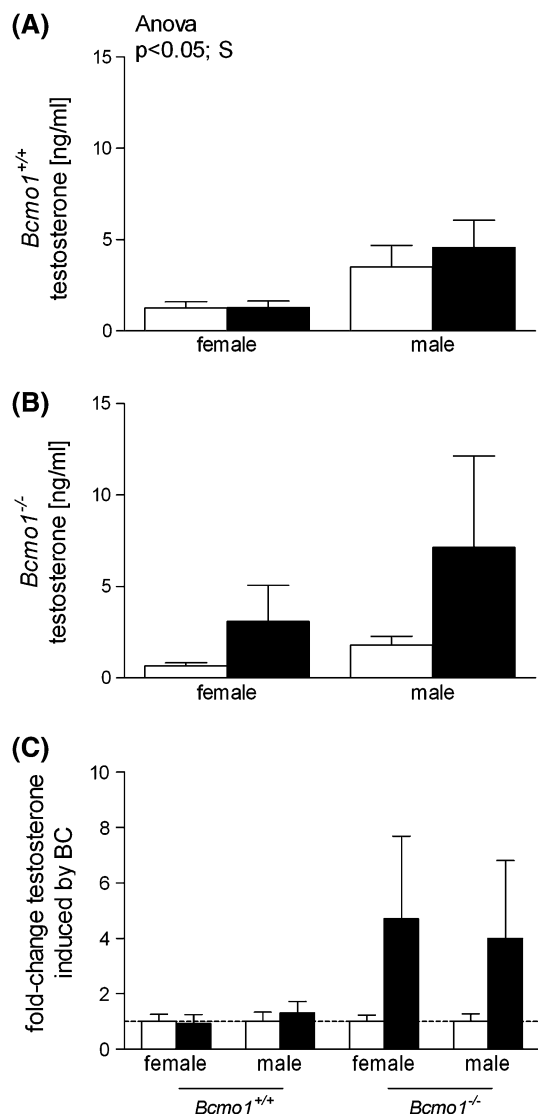 (A)
Anova
p<0.05; S
Bcmo1+/+
testosterone [ng/ml]
15
10
5
0
female male
(B)
Bcmo1-/-
testosterone [ng/ml]
15
10
5
0
female male
(C)
fold-change testosterone
induced by BC
10
8
6
4
2
0
female male female male
Bcmo1+/+ Bcmo1-/-